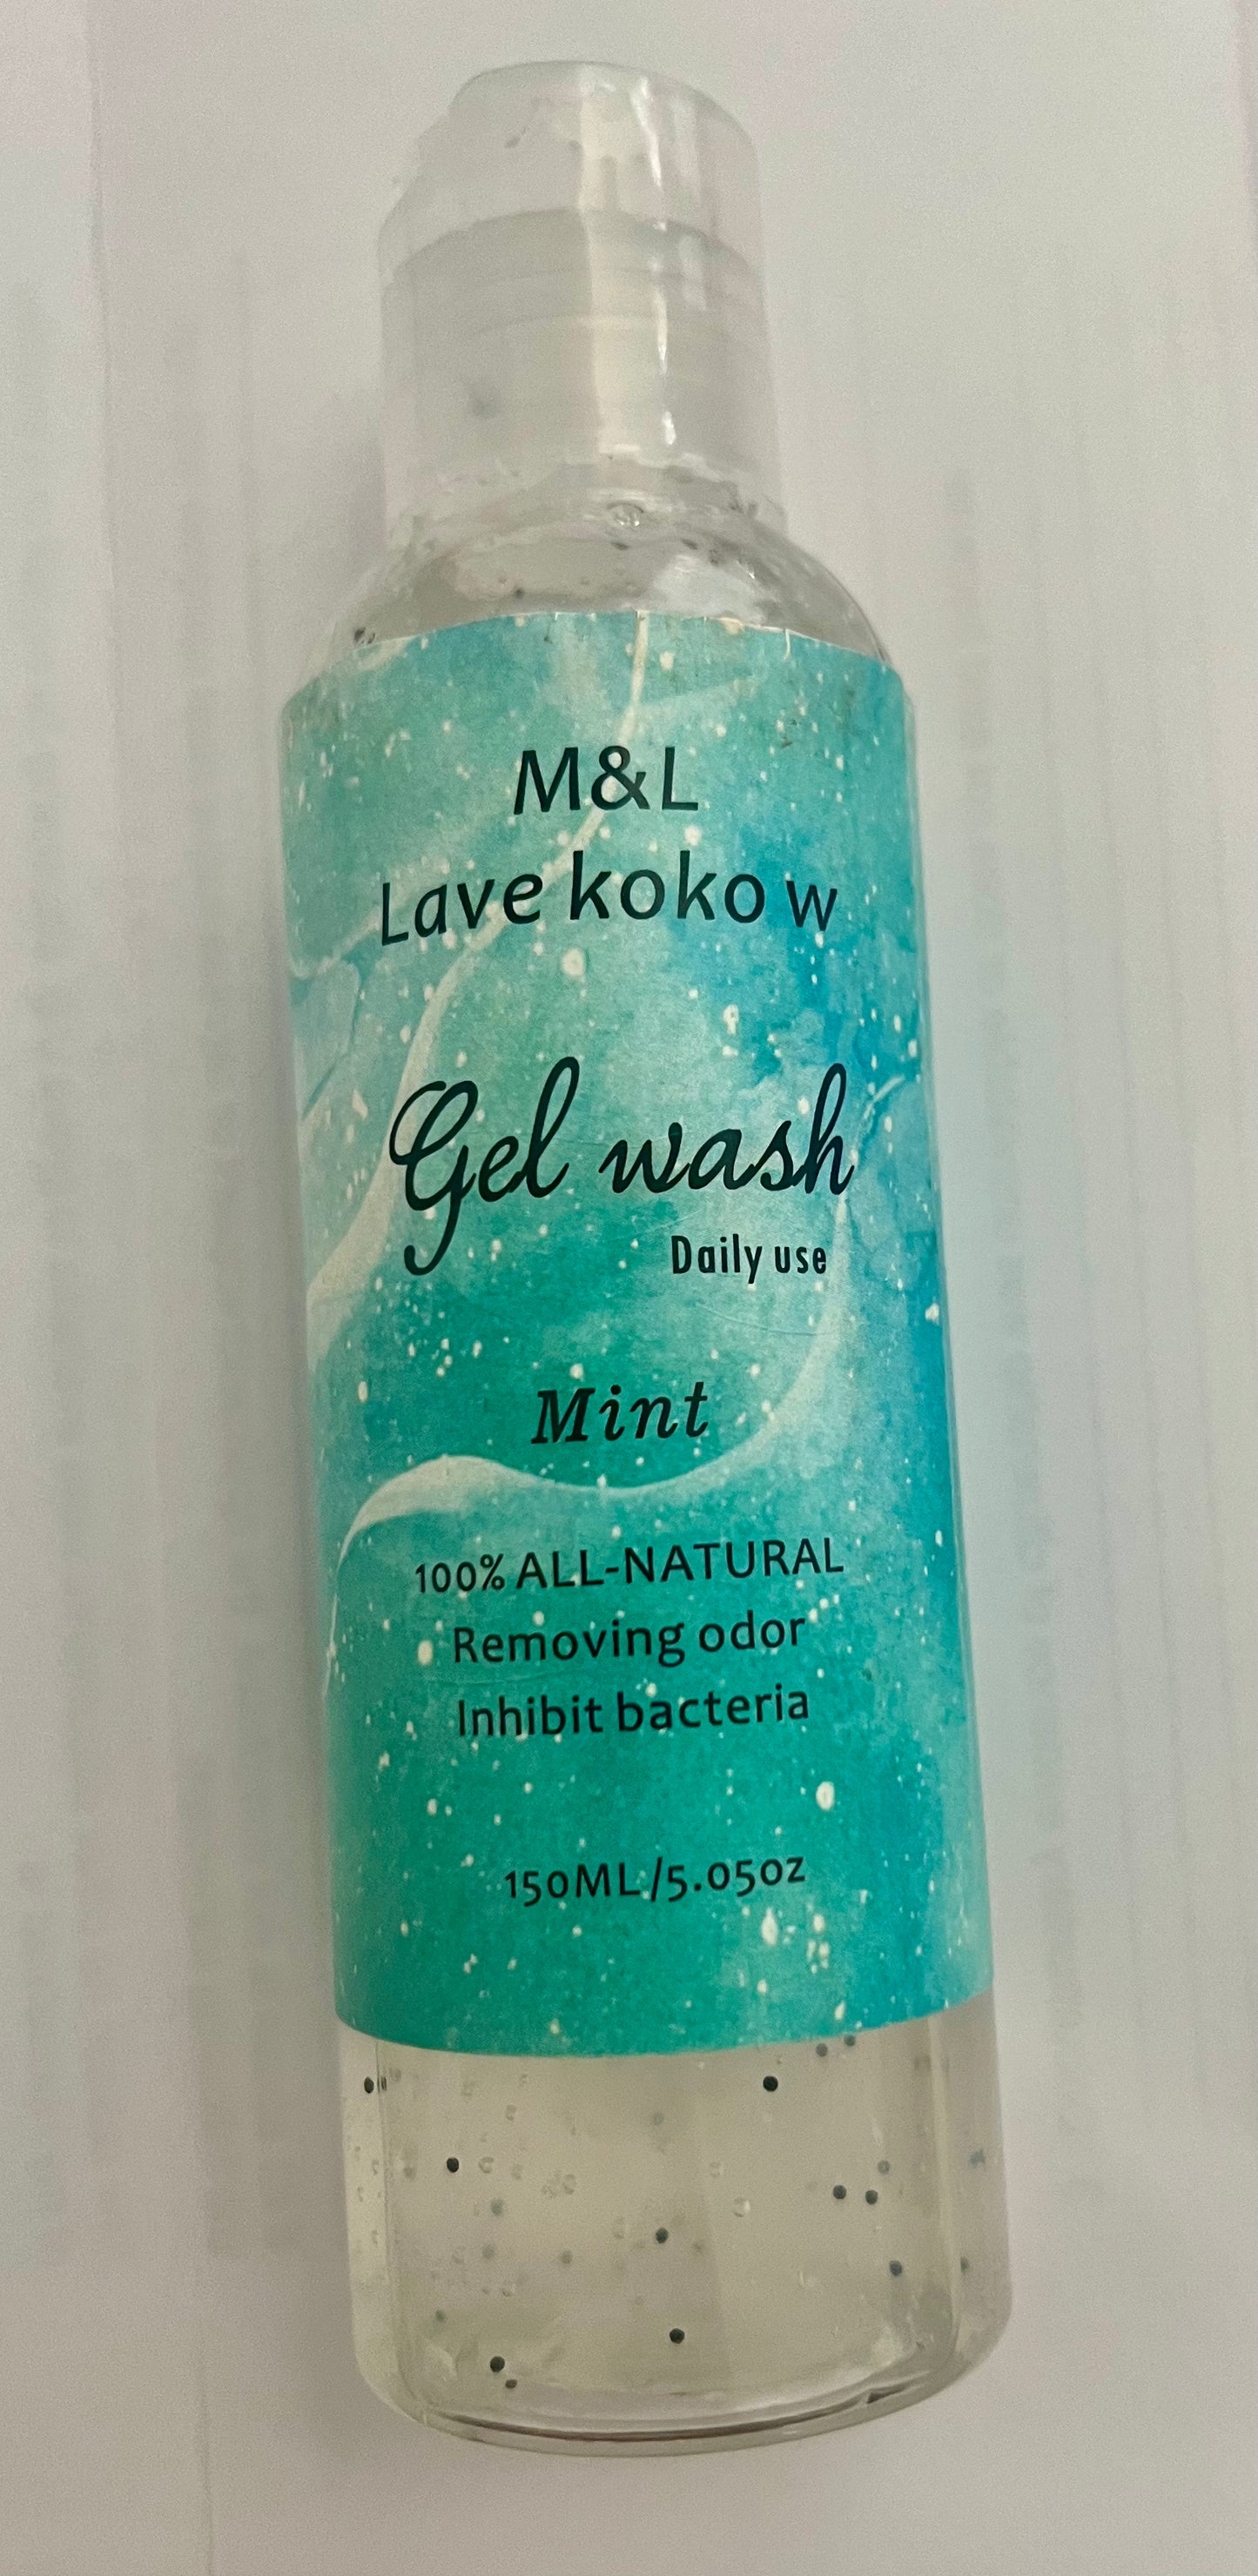 M&L
Lave koko w
Gel wash
Daily use
Mint
100% ALL-NATURAL
Removing odor
Inhibit bacteria
150ML/5.05oz